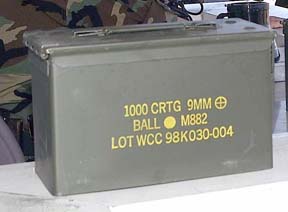 1000 CRTG 9MM ⊕
BALL ● M882
LOT WCC 98K030-004